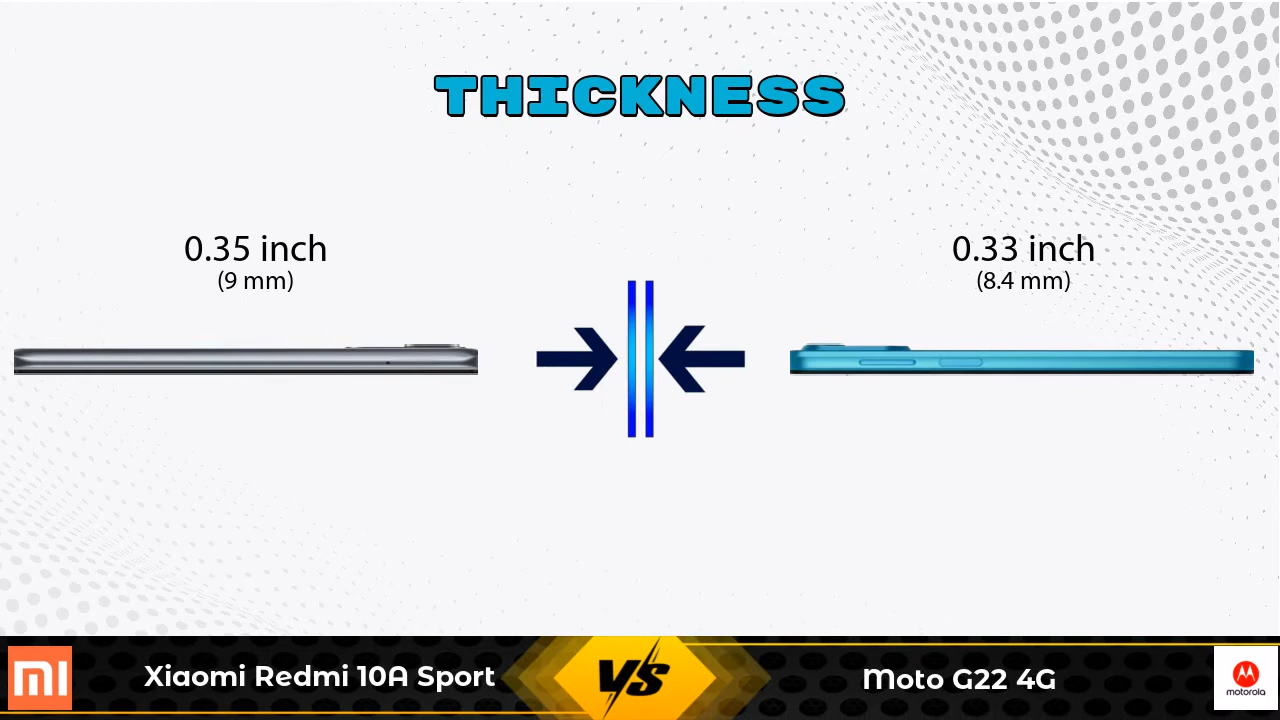 THICKNESS
0.35 inch
(9 mm)
0.33 inch
(8.4 mm)
mi
Xiaomi Redmi 10A Sport
VS
Moto G22 4G
motorola